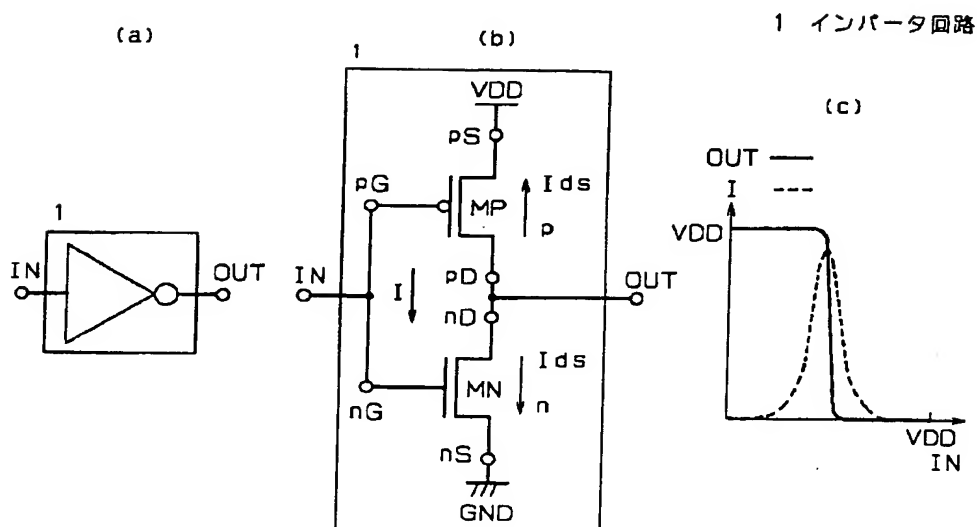 1 インバータ回路
(a)
1
IN
OUT
(b)
1
VDD
pS
pG
MP
Ids
p
IN
I
pD
nD
OUT
nG
MN
Ids
n
nS
GND
(c)
OUT
I
VDD
VDD
IN